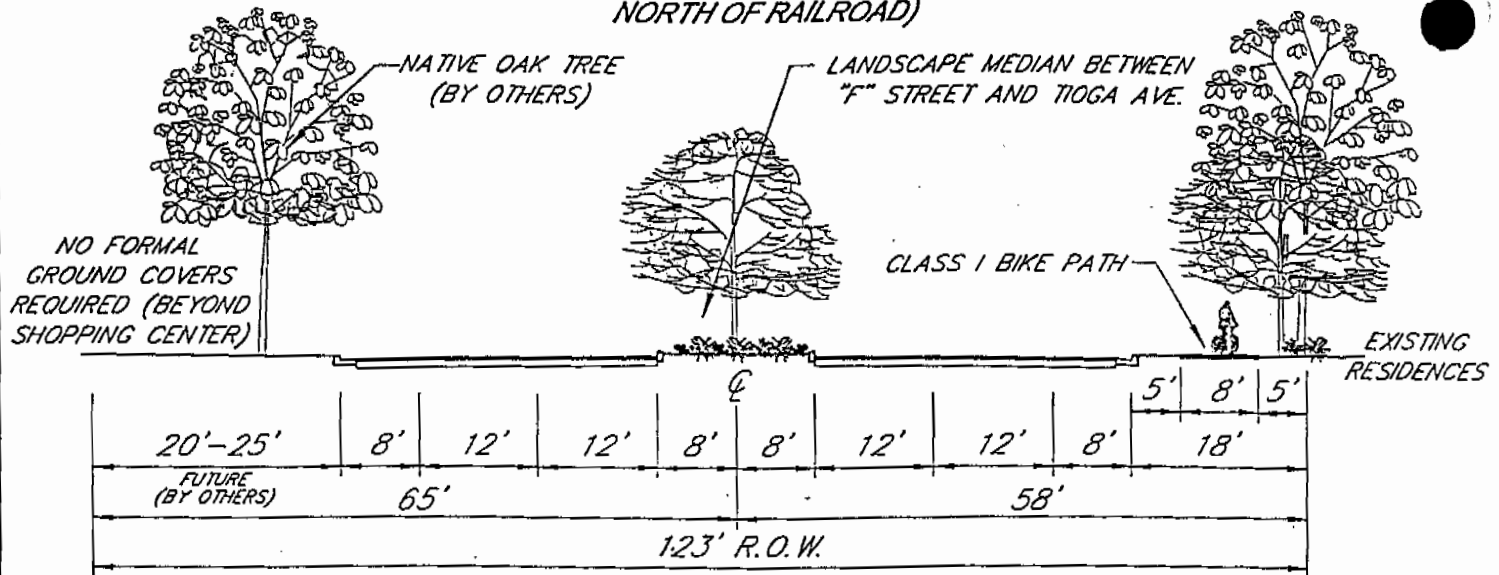 NORTH OF RAILROAD)
NATIVE OAK TREE
(BY OTHERS)
LANDSCAPE MEDIAN BETWEEN
"F" STREET AND TIOGA AVE.
NO FORMAL
GROUND COVERS
REQUIRED (BEYOND
SHOPPING CENTER)
CLASS I BIKE PATH
EXISTING
RESIDENCES
℄
5' 8' 5'
20'-25' 8' 12' 12' 8' 8' 12' 12' 8' 18'
FUTURE
(BY OTHERS)
65' 58'
123' R.O.W.